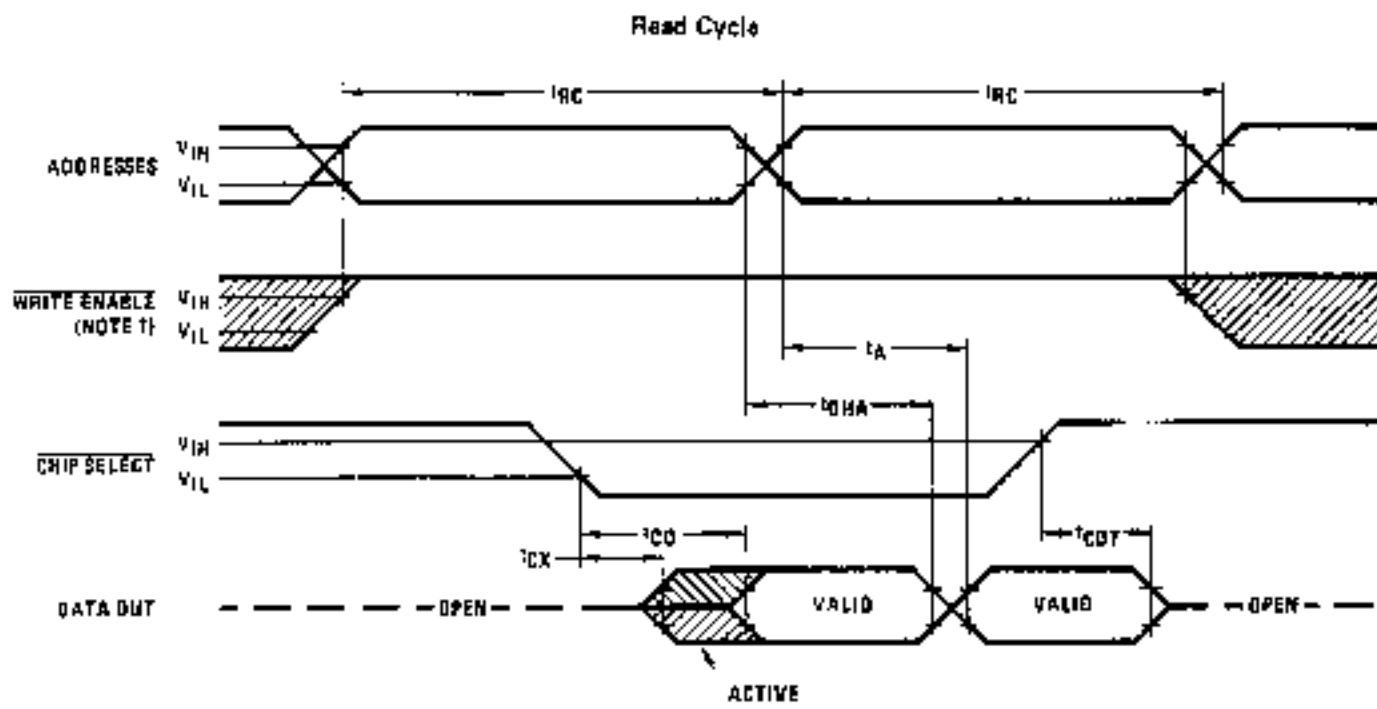 Read Cycle
tRC
tRC
ADDRESSES
VIH
VIL
WRITE ENABLE
(NOTE 1)
VIH
VIL
tA
tOHA
CHIP SELECT
VIH
VIL
tCO
tCX
tCOT
DATA OUT
OPEN
VALID
VALID
OPEN
ACTIVE